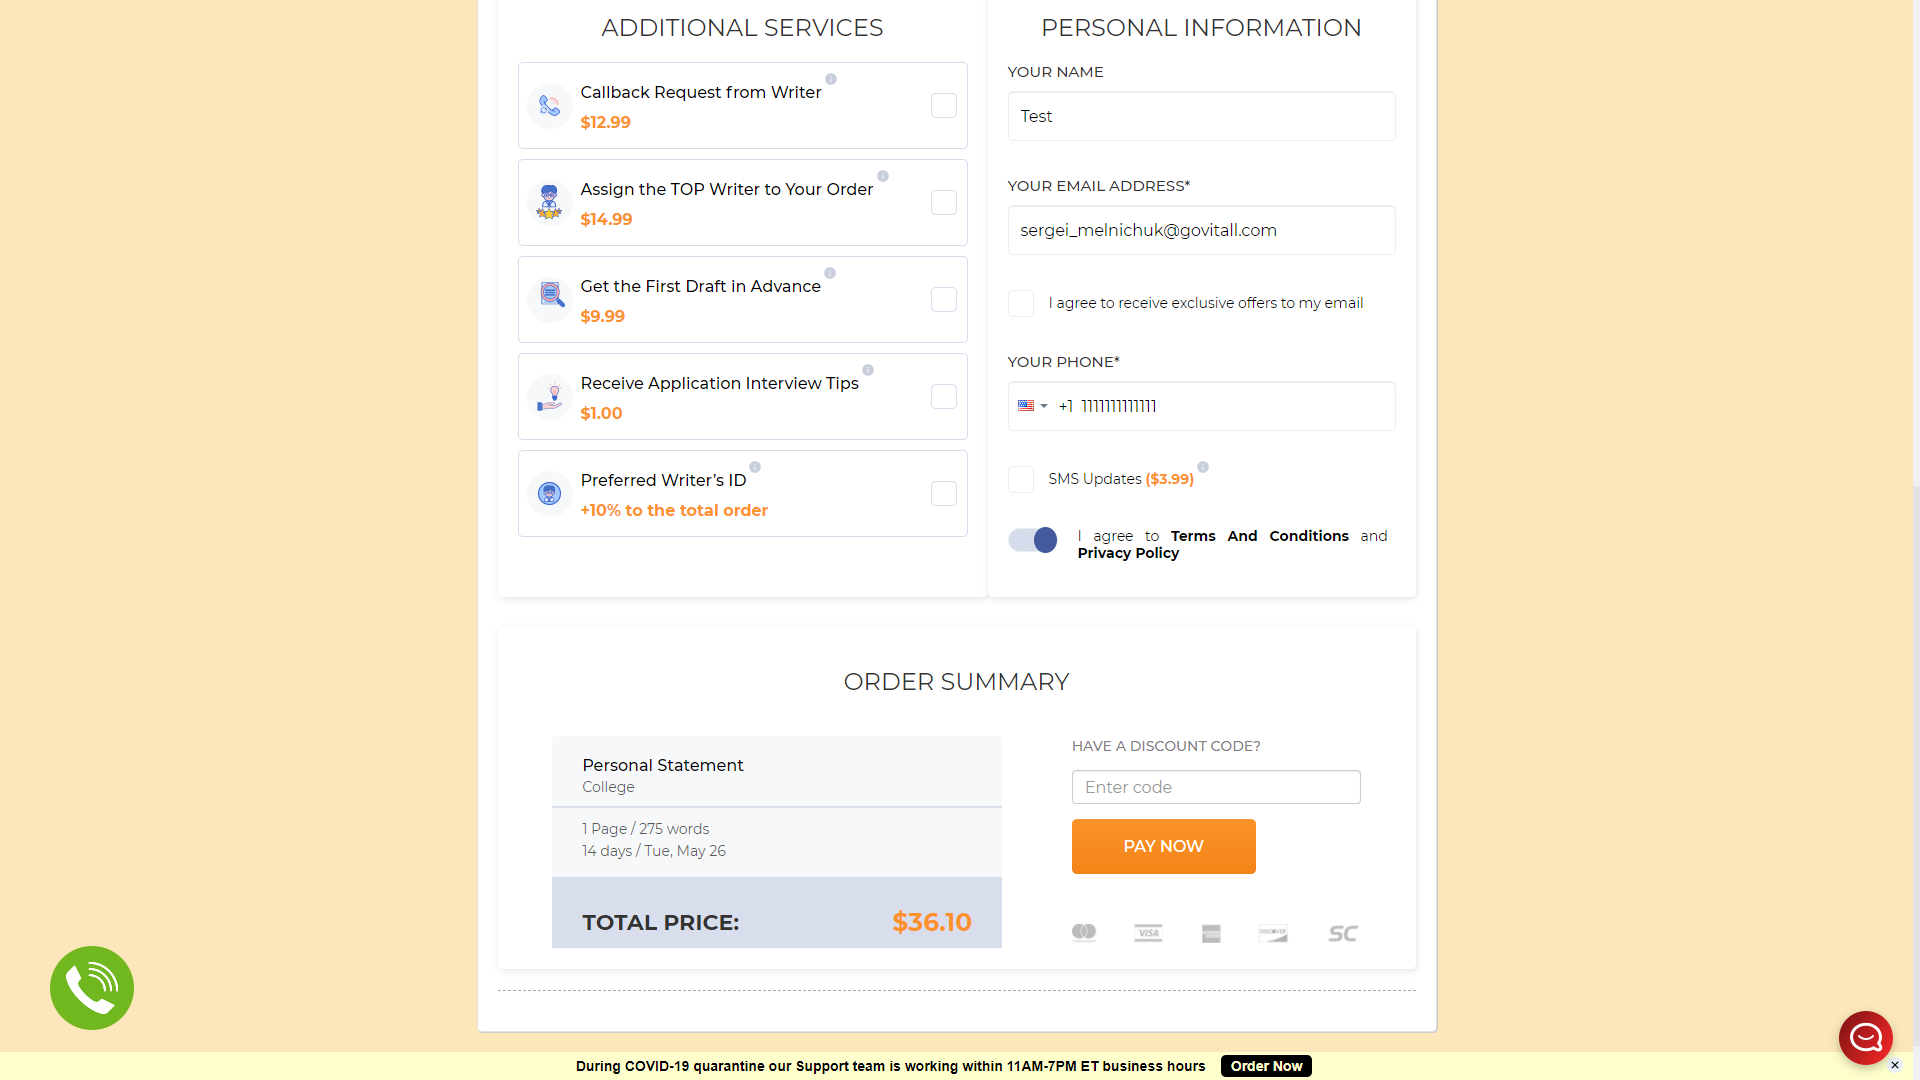 ADDITIONAL SERVICES
Callback Request from Writer
$12.99
Assign the TOP Writer to Your Order
$14.99
Get the First Draft in Advance
$9.99
Receive Application Interview Tips
$1.00
Preferred Writer’s ID
+10% to the total order
PERSONAL INFORMATION
YOUR NAME
Test
YOUR EMAIL ADDRESS*
sergei_melnichuk@govitall.com
I agree to receive exclusive offers to my email
YOUR PHONE*
+1 1111111111111
SMS Updates ($3.99)
I agree to Terms And Conditions and
Privacy Policy
ORDER SUMMARY
Personal Statement
College
1 Page / 275 words
14 days / Tue, May 26
TOTAL PRICE: $36.10
HAVE A DISCOUNT CODE?
Enter code
PAY NOW
VISA
DISCOVER
SC
During COVID-19 quarantine our Support team is working within 11AM-7PM ET business hours Order Now